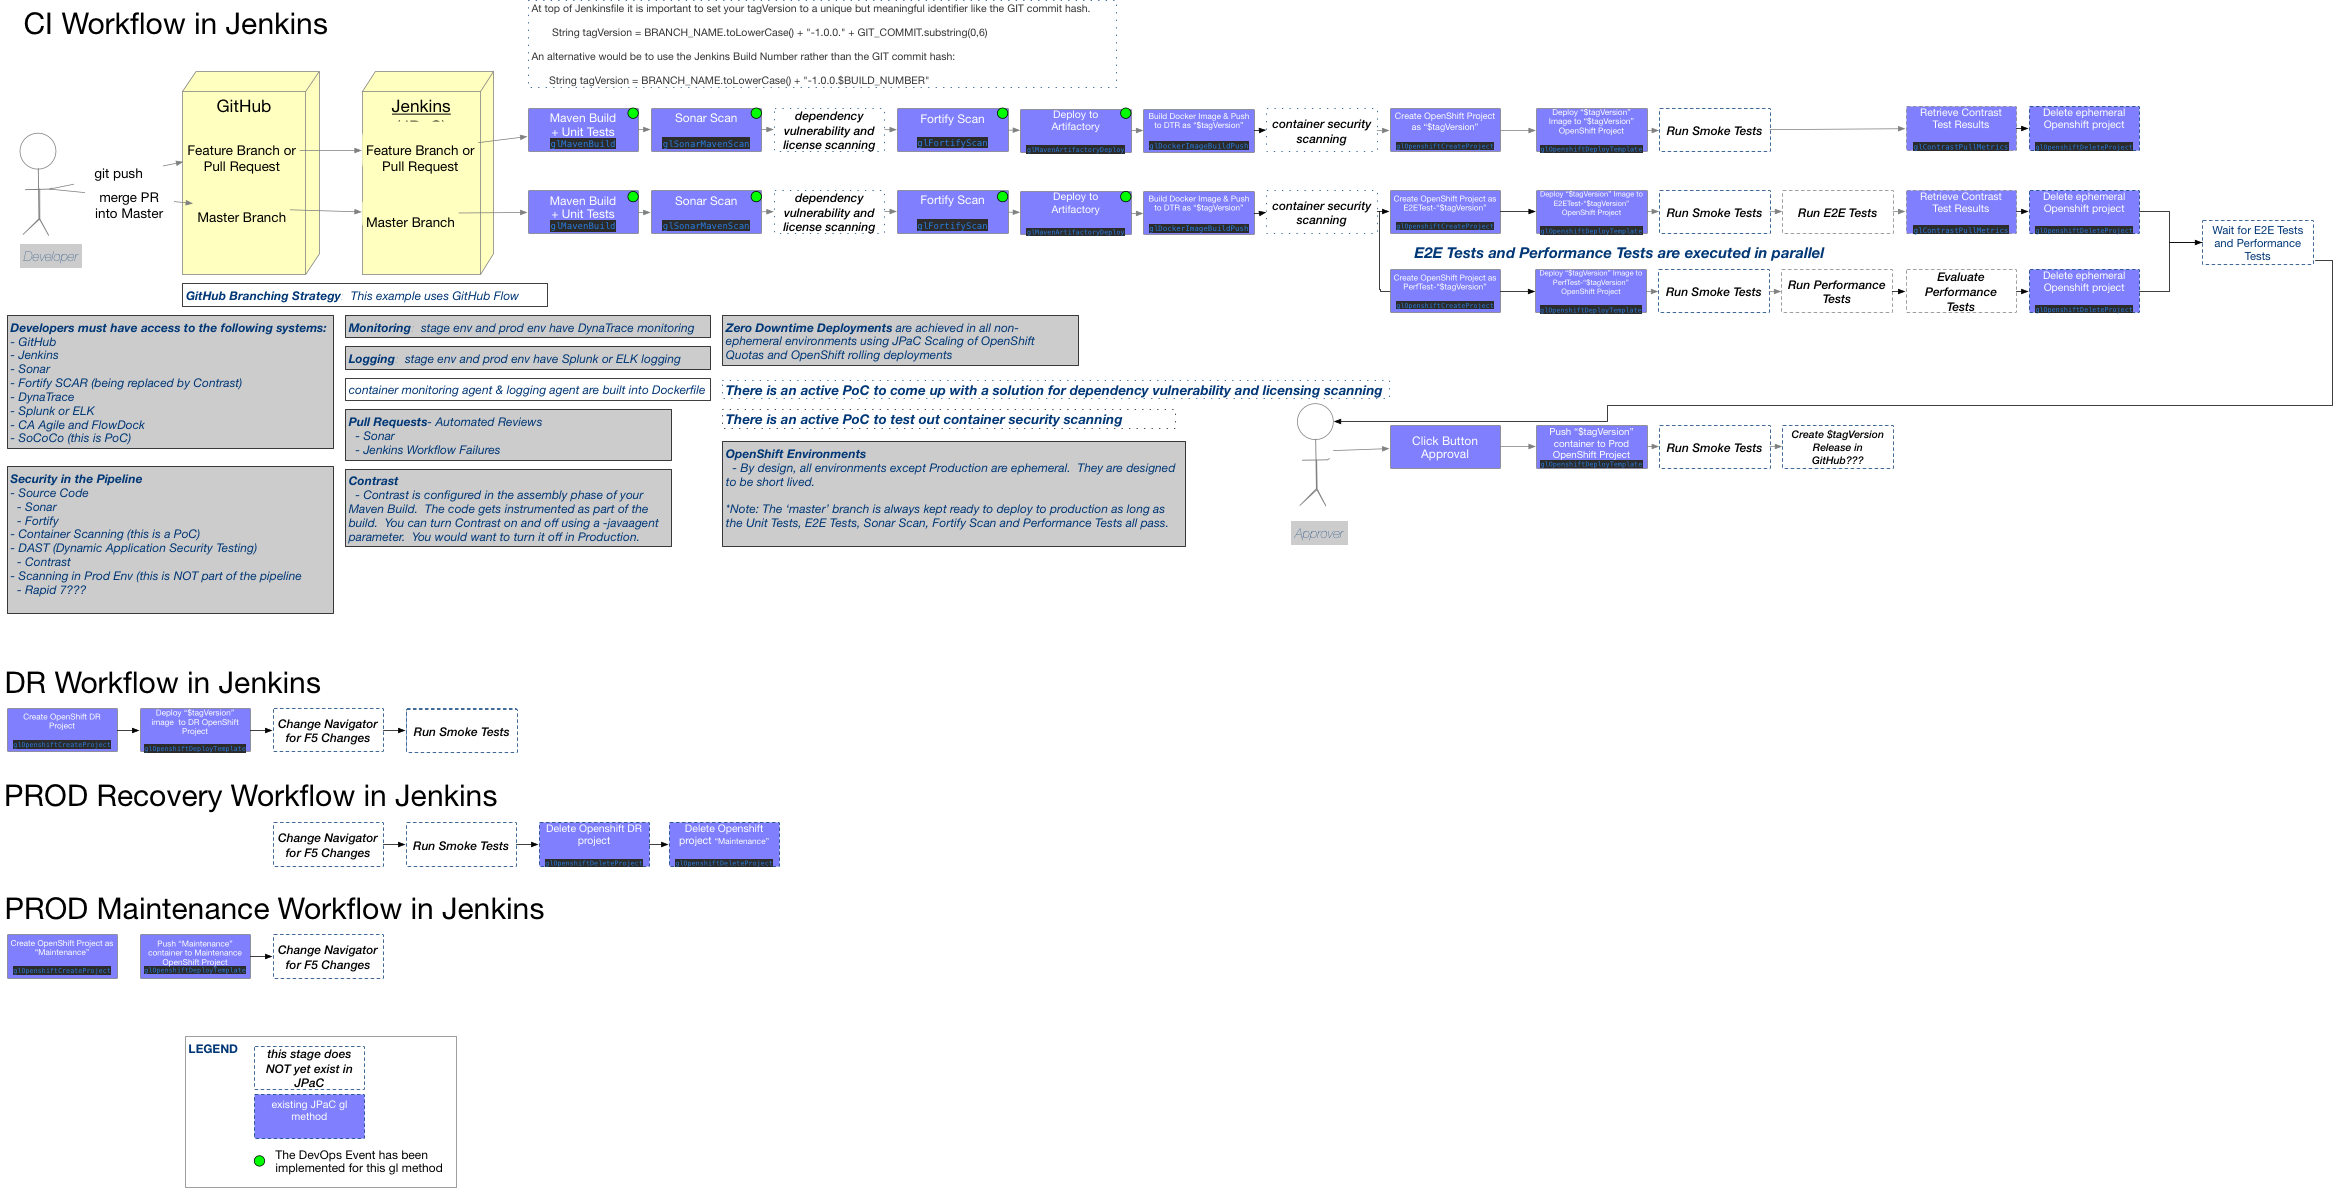 CI Workflow in Jenkins
At top of Jenkinsfile it is important to set your tagVersion to a unique but meaningful identifier like the GIT commit hash.
String tagVersion = BRANCH_NAME.toLowerCase() + "-1.0.0." + GIT_COMMIT.substring(0,6)
An alternative would be to use the Jenkins Build Number rather than the GIT commit hash:
String tagVersion = BRANCH_NAME.toLowerCase() + "-1.0.0.$BUILD_NUMBER"
GitHub
Feature Branch or
Pull Request
Master Branch
Jenkins
Feature Branch or
Pull Request
Master Branch
git push
merge PR
into Master
Developer
Maven Build
+ Unit Tests
glMavenBuild
Sonar Scan
glSonarMavenScan
dependency
vulnerability and
license scanning
Fortify Scan
glFortifyScan
Deploy to
Artifactory
glMavenArtifactoryDeploy
Build Docker Image & Push
to DTR as “$tagVersion”
glDockerImageBuildPush
container security
scanning
Create OpenShift Project
as “$tagVersion”
glOpenshiftCreateProject
Deploy “$tagVersion”
Image to “$tagVersion”
OpenShift Project
glOpenshiftDeployTemplate
Run Smoke Tests
Retrieve Contrast
Test Results
glContrastPullMetrics
Delete ephemeral
Openshift project
glOpenshiftDeleteProject
Maven Build
+ Unit Tests
glMavenBuild
Sonar Scan
glSonarMavenScan
dependency
vulnerability and
license scanning
Fortify Scan
glFortifyScan
Deploy to
Artifactory
glMavenArtifactoryDeploy
Build Docker Image & Push
to DTR as “$tagVersion”
glDockerImageBuildPush
container security
scanning
Create OpenShift Project as
E2ETest-“$tagVersion”
glOpenshiftCreateProject
Deploy “$tagVersion” Image to
E2ETest-“$tagVersion”
OpenShift Project
glOpenshiftDeployTemplate
Run Smoke Tests
Run E2E Tests
Retrieve Contrast
Test Results
glContrastPullMetrics
Delete ephemeral
Openshift project
glOpenshiftDeleteProject
Wait for E2E Tests
and Performance
Tests
E2E Tests and Performance Tests are executed in parallel
Create OpenShift Project as
PerfTest-“$tagVersion”
glOpenshiftCreateProject
Deploy “$tagVersion” Image to
PerfTest-“$tagVersion”
OpenShift Project
glOpenshiftDeployTemplate
Run Smoke Tests
Run Performance
Tests
Evaluate
Performance
Tests
Delete ephemeral
Openshift project
glOpenshiftDeleteProject
GitHub Branching Strategy This example uses GitHub Flow
Developers must have access to the following systems:
- GitHub
- Jenkins
- Sonar
- Fortify SCAR (being replaced by Contrast)
- DynaTrace
- Splunk or ELK
- CA Agile and FlowDock
- SoCoCo (this is PoC)
Security in the Pipeline
- Source Code
- Sonar
- Fortify
- Container Scanning (this is a PoC)
- DAST (Dynamic Application Security Testing)
- Contrast
- Scanning in Prod Env (this is NOT part of the pipeline
- Rapid 7???
Monitoring stage env and prod env have DynaTrace monitoring
Logging stage env and prod env have Splunk or ELK logging
container monitoring agent & logging agent are built into Dockerfile
Pull Requests- Automated Reviews
- Sonar
- Jenkins Workflow Failures
Contrast
- Contrast is configured in the assembly phase of your
Maven Build. The code gets instrumented as part of the
build. You can turn Contrast on and off using a -javaagent
parameter. You would want to turn it off in Production.
Zero Downtime Deployments are achieved in all non-
ephemeral environments using JPaC Scaling of OpenShift
Quotas and OpenShift rolling deployments
There is an active PoC to come up with a solution for dependency vulnerability and licensing scanning
There is an active PoC to test out container security scanning
OpenShift Environments
- By design, all environments except Production are ephemeral. They are designed
to be short lived.
*Note: The ‘master’ branch is always kept ready to deploy to production as long as
the Unit Tests, E2E Tests, Sonar Scan, Fortify Scan and Performance Tests all pass.
Approver
Click Button
Approval
Push “$tagVersion”
container to Prod
OpenShift Project
glOpenshiftDeployTemplate
Run Smoke Tests
Create $tagVersion
Release in
GitHub???
DR Workflow in Jenkins
Create OpenShift DR
Project
glOpenshiftCreateProject
Deploy “$tagVersion”
image to DR OpenShift
Project
glOpenshiftDeployTemplate
Change Navigator
for F5 Changes
Run Smoke Tests
PROD Recovery Workflow in Jenkins
Change Navigator
for F5 Changes
Run Smoke Tests
Delete Openshift DR
project
glOpenshiftDeleteProject
Delete Openshift
project “Maintenance”
glOpenshiftDeleteProject
PROD Maintenance Workflow in Jenkins
Create OpenShift Project as
“Maintenance”
glOpenshiftCreateProject
Push “Maintenance”
container to Maintenance
OpenShift Project
glOpenshiftDeployTemplate
Change Navigator
for F5 Changes
LEGEND
this stage does
NOT yet exist in
JPaC
existing JPaC gl
method
The DevOps Event has been
implemented for this gl method